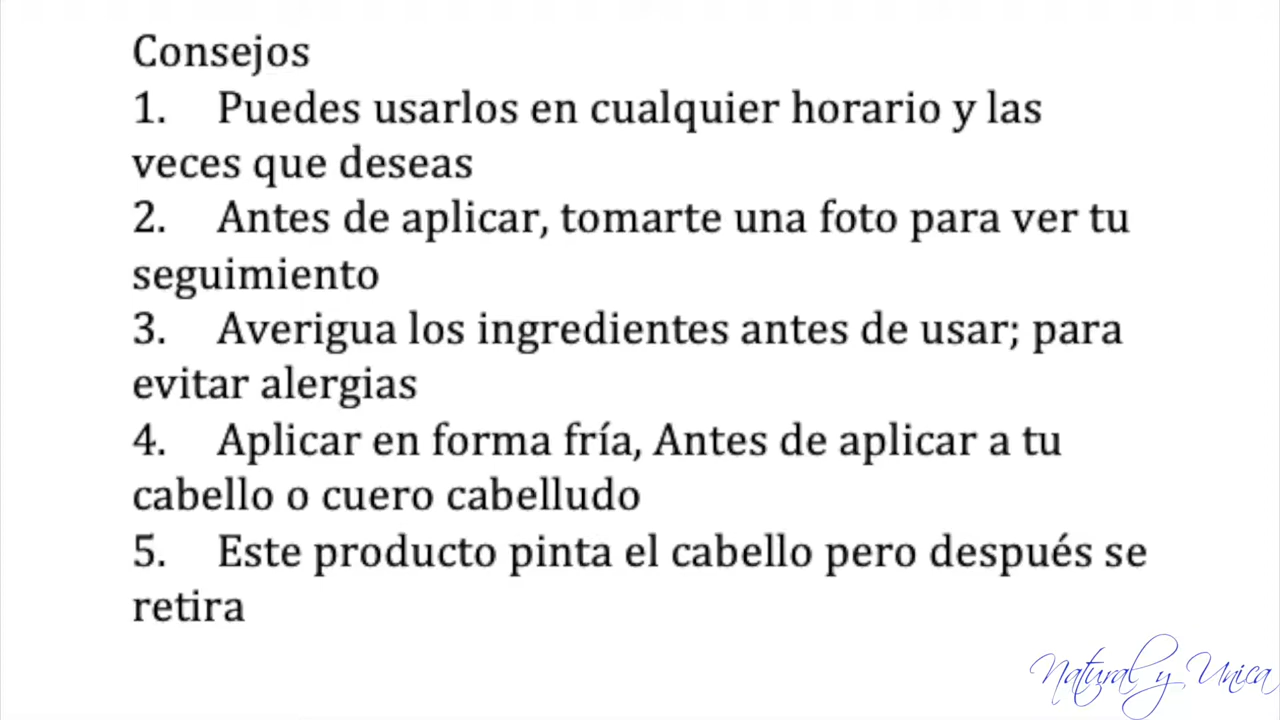 Consejos
1. Puedes usarlos en cualquier horario y las
veces que deseas
2. Antes de aplicar, tomarte una foto para ver tu
seguimiento
3. Averigua los ingredientes antes de usar; para
evitar alergias
4. Aplicar en forma fría, Antes de aplicar a tu
cabello o cuero cabelludo
5. Este producto pinta el cabello pero después se
retira
Natural y Unica